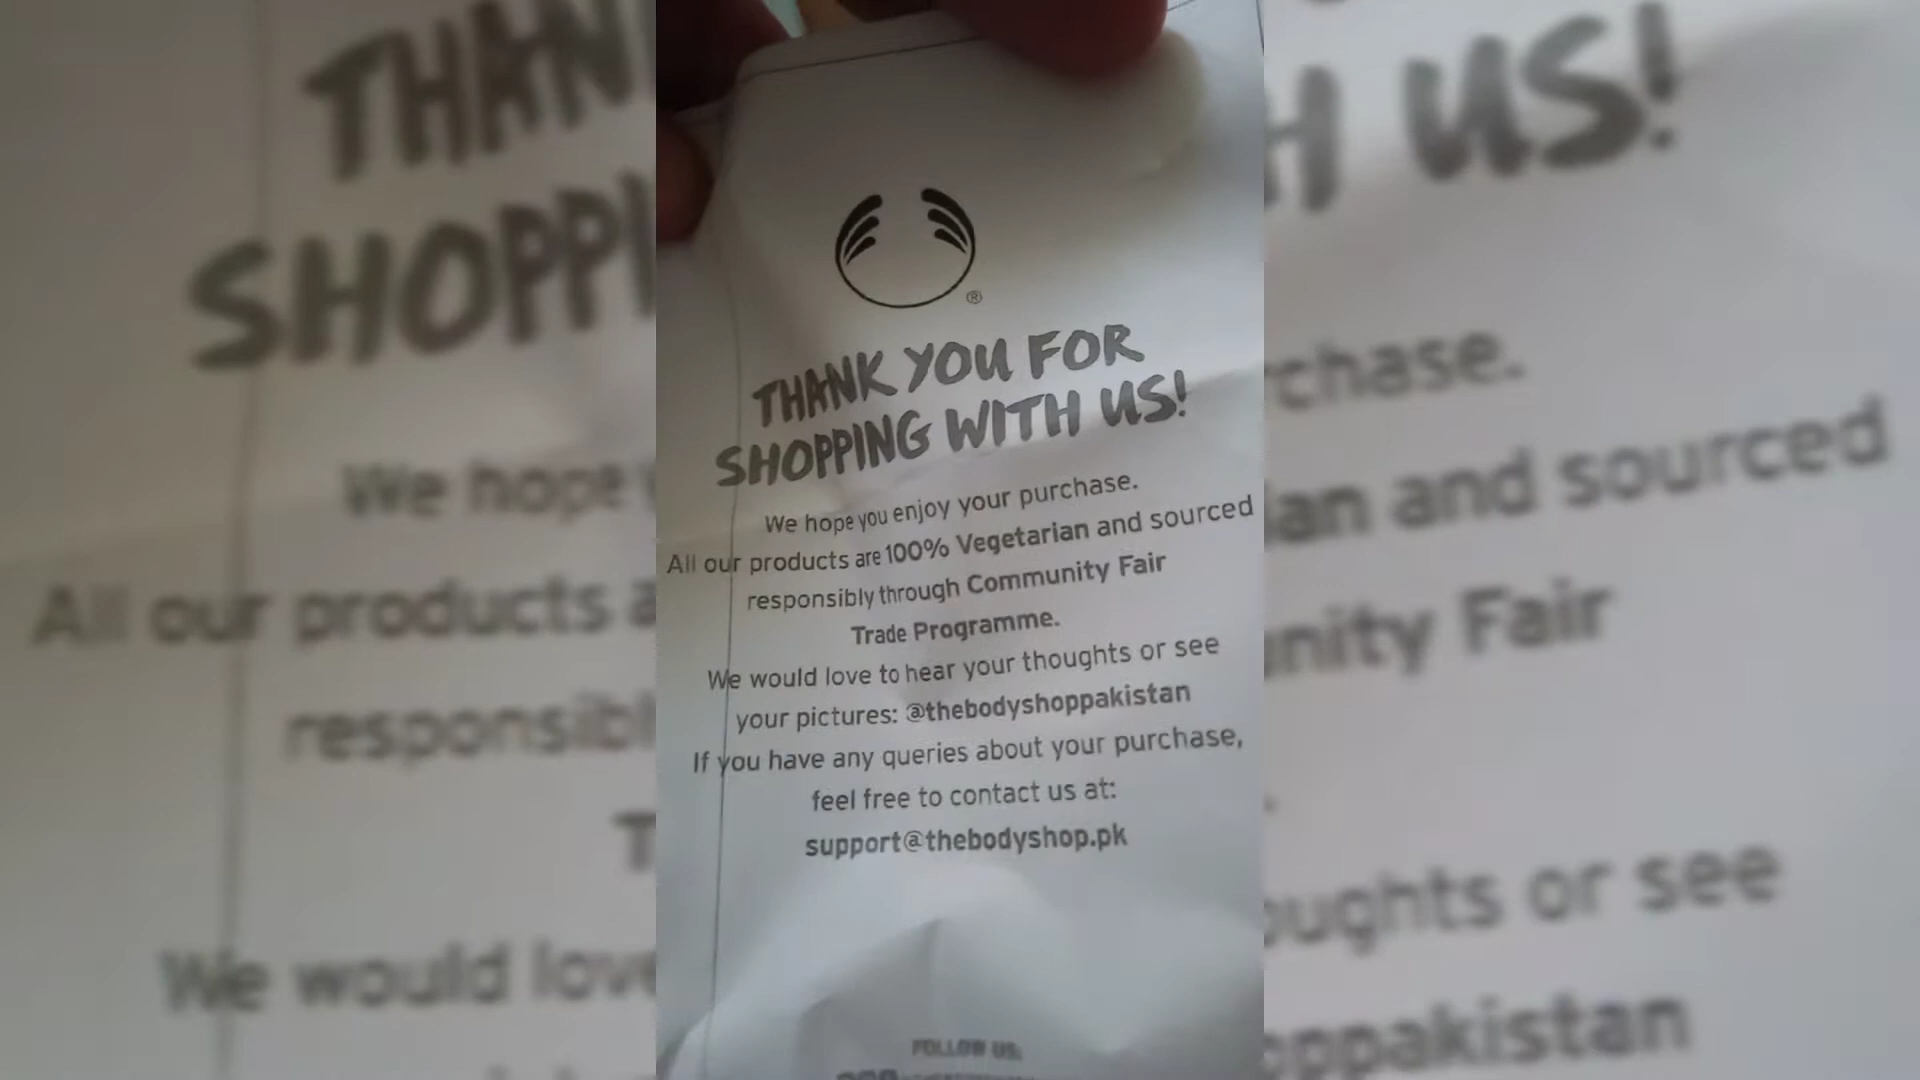 THANK YOU FOR
SHOPPING WITH US!
We hope you enjoy your purchase.
All our products are 100% Vegetarian and sourced
responsibly through Community Fair
Trade Programme.
We would love to hear your thoughts or see
your pictures: @thebodyshoppakistan
If you have any queries about your purchase,
feel free to contact us at:
support@thebodyshop.pk
FOLLOW US: